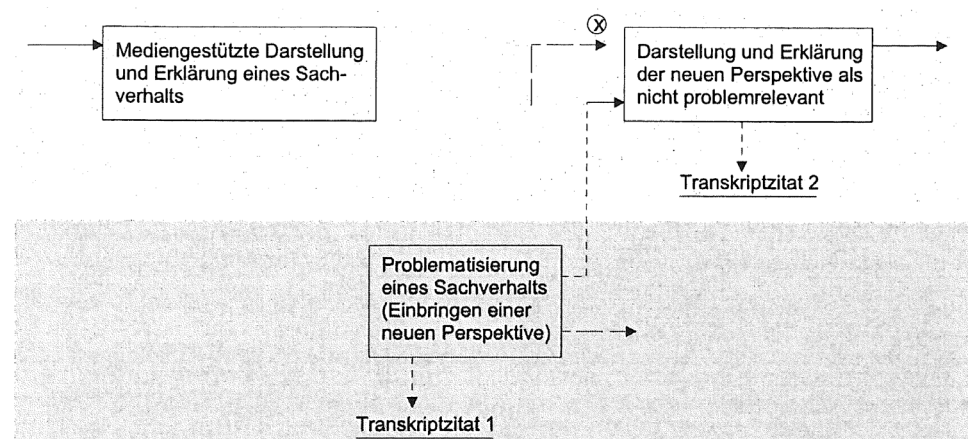 Mediengestützte Darstellung
und Erklärung eines Sach-
verhalts
X
Darstellung und Erklärung
der neuen Perspektive als
nicht problemrelevant
Transkriptzitat 2
Problematisierung
eines Sachverhalts
(Einbringen einer
neuen Perspektive)
Transkriptzitat 1